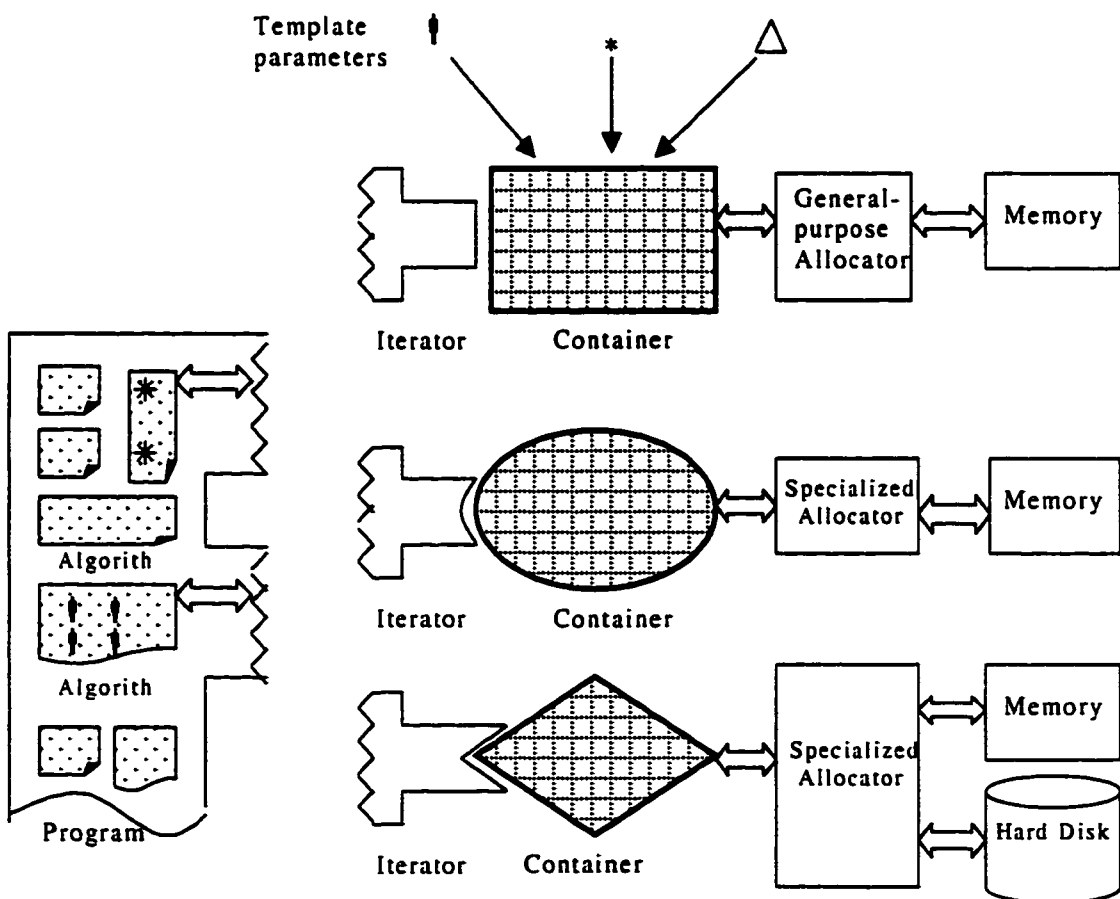 Template
parameters
*
General-
purpose
Allocator
Memory
Iterator
Container
Algorith
Algorith
Program
Specialized
Allocator
Memory
Iterator
Container
Specialized
Allocator
Memory
Hard Disk
Iterator
Container